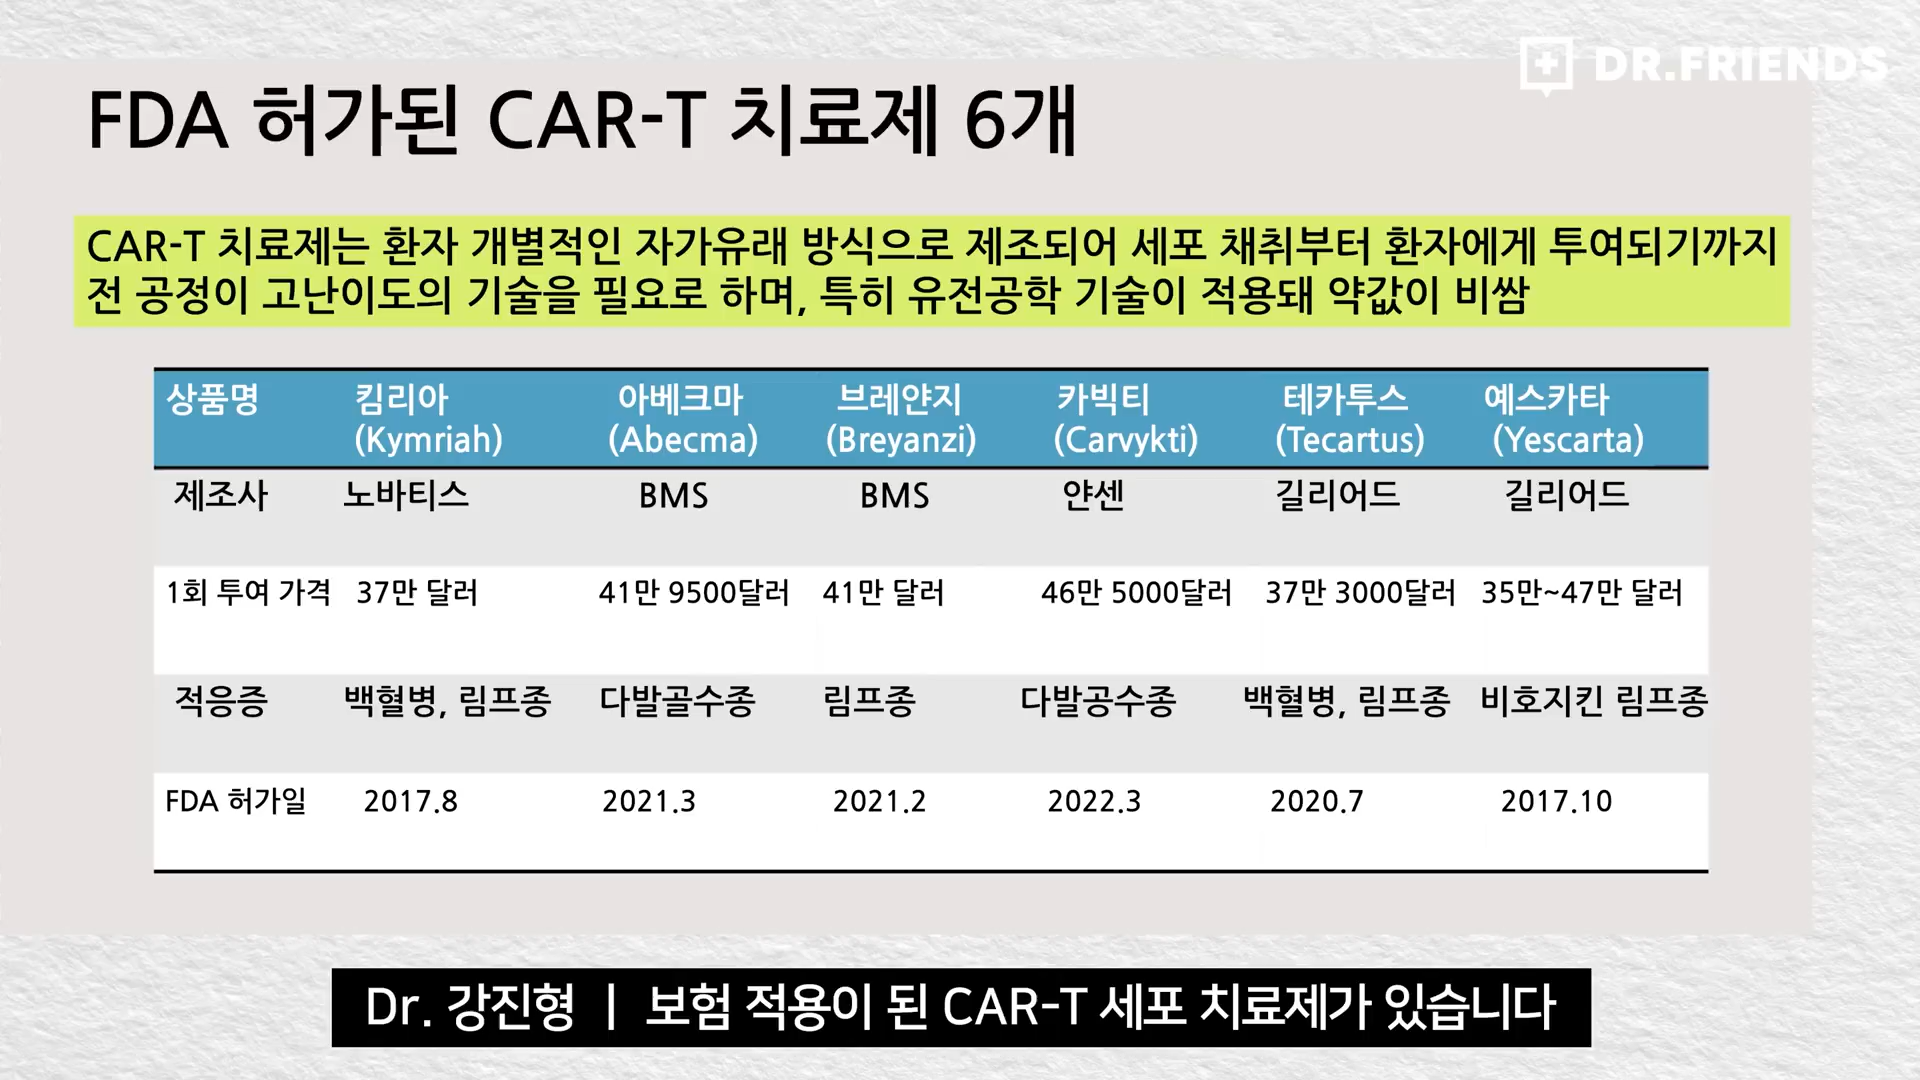 DR.FRIENDS
FDA 허가된 CAR-T 치료제 6개
CAR-T 치료제는 환자 개별적인 자가유래 방식으로 제조되어 세포 채취부터 환자에게 투여되기까지
전 공정이 고난이도의 기술을 필요로 하며, 특히 유전공학 기술이 적용돼 약값이 비쌈
상품명 킴리아 아베크마 브레얀지 카빅티 테카투스 예스카타
(Kymriah) (Abecma) (Breyanzi) (Carvykti) (Tecartus) (Yescarta)
제조사 노바티스 BMS BMS 얀센 길리어드 길리어드
1회 투여 가격 37만 달러 41만 9500달러 41만 달러 46만 5000달러 37만 3000달러 35만~47만 달러
적응증 백혈병, 림프종 다발골수종 림프종 다발공수종 백혈병, 림프종 비호지킨 림프종
FDA 허가일 2017.8 2021.3 2021.2 2022.3 2020.7 2017.10
Dr. 강진형 | 보험 적용이 된 CAR-T 세포 치료제가 있습니다